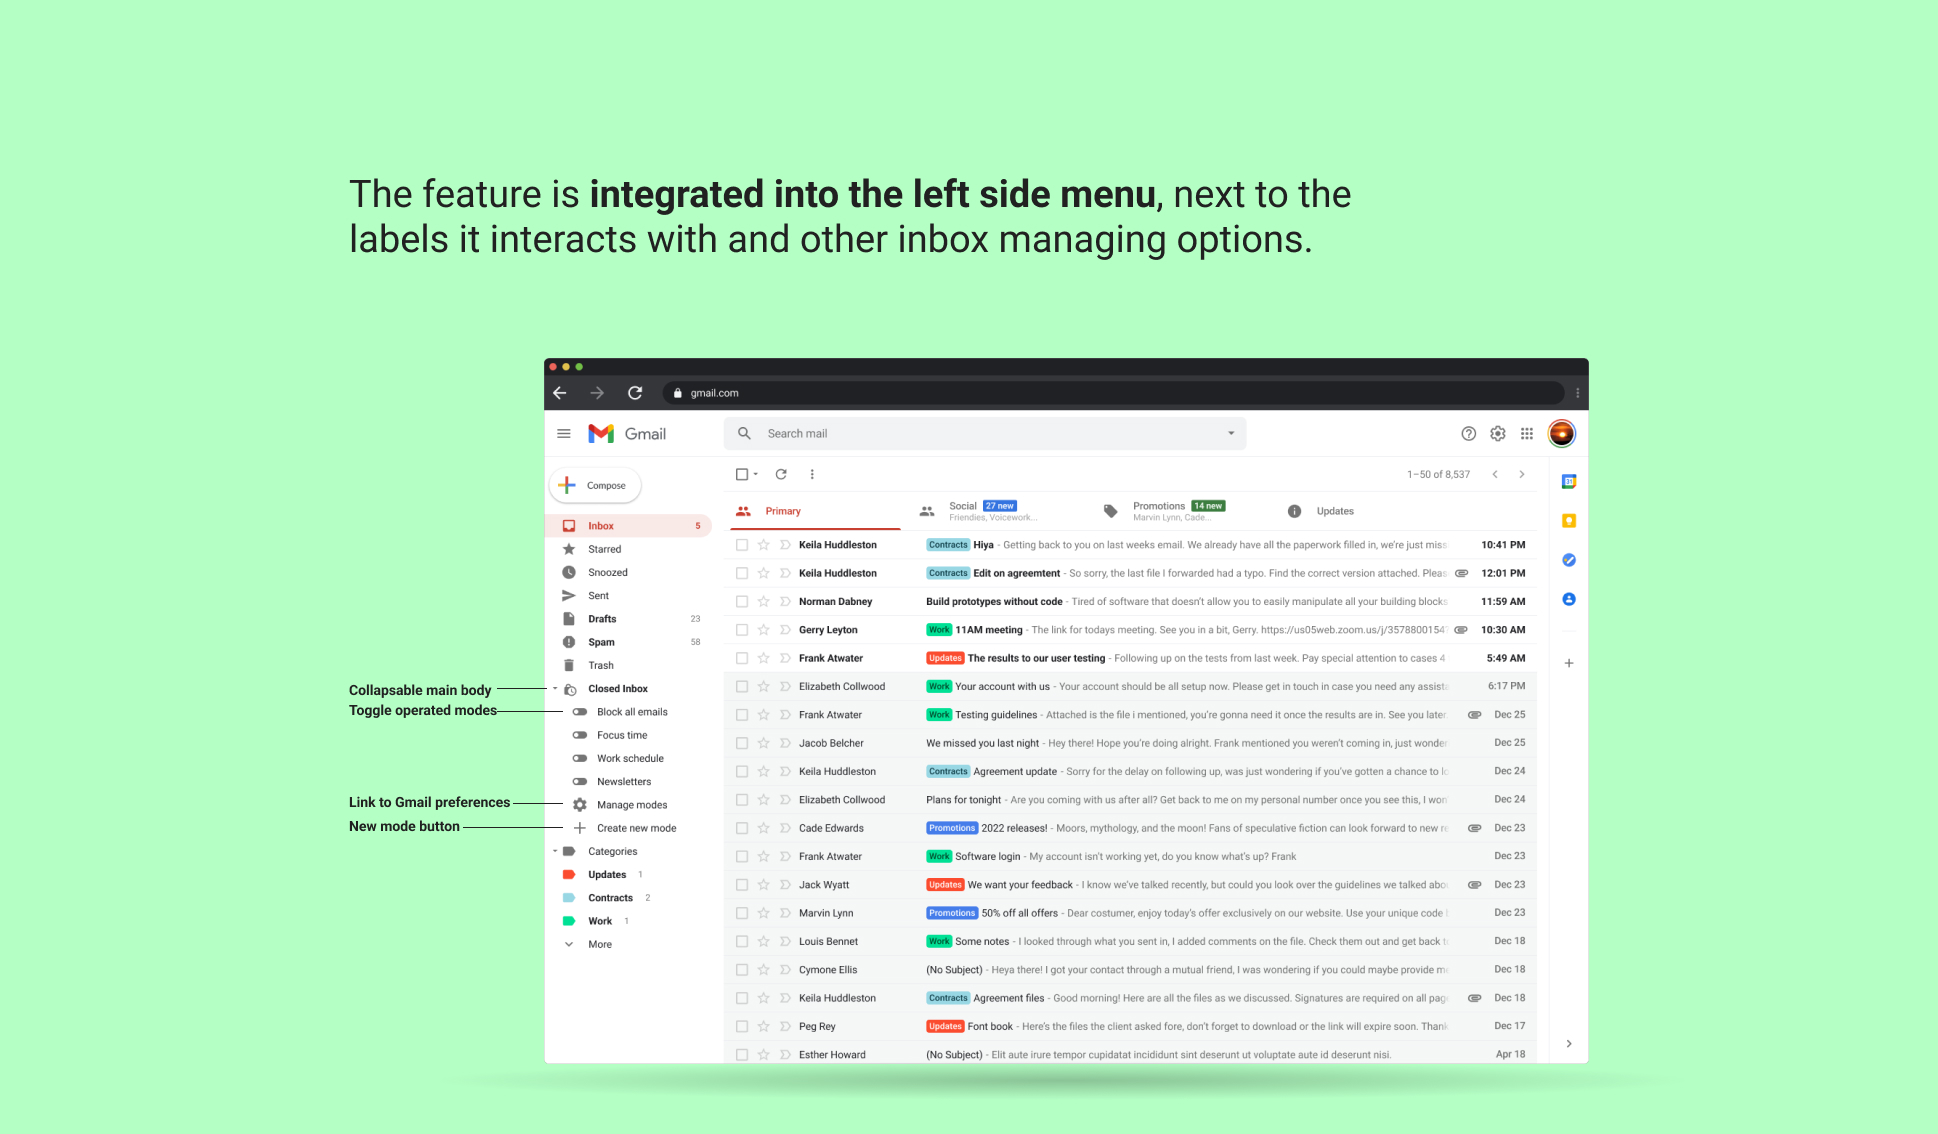 The feature is integrated into the left side menu, next to the
labels it interacts with and other inbox managing options.
gmail.com
Gmail
Search mail
Compose
1–50 of 8,537
Primary
Social 27 new
Friendies, Voicework...
Promotions 14 new
Marvin Lynn, Cade...
Updates
Inbox 5
Starred
Snoozed
Sent
Drafts 23
Spam 58
Trash
Collapsable main body
Closed Inbox
Toggle operated modes
Block all emails
Focus time
Work schedule
Newsletters
Link to Gmail preferences
Manage modes
New mode button
Create new mode
Categories
Updates 1
Contracts 2
Work 1
More
Keila Huddleston Contracts Hiya - Getting back to you on last weeks email. We already have all the paperwork filled in, we're just miss 10:41 PM
Keila Huddleston Contracts Edit on agreemtent - So sorry, the last file I forwarded had a typo. Find the correct version attached. Pleas 12:01 PM
Norman Dabney Build prototypes without code - Tired of software that doesn't allow you to easily manipulate all your building blocks 11:59 AM
Gerry Leyton Work 11AM meeting - The link for todays meeting. See you in a bit, Gerry. https://us05web.zoom.us/j/3578800154? 10:30 AM
Frank Atwater Updates The results to our user testing - Following up on the tests from last week. Pay special attention to cases 4 5:49 AM
Elizabeth Collwood Work Your account with us - Your account should be all setup now. Please get in touch in case you need any assista 6:17 PM
Frank Atwater Work Testing guidelines - Attached is the file i mentioned, you're gonna need it once the results are in. See you later Dec 25
Jacob Belcher We missed you last night - Hey there! Hope you're doing alright. Frank mentioned you weren't coming in, just wonder Dec 25
Keila Huddleston Contracts Agreement update - Sorry for the delay on following up, was just wondering if you've gotten a chance to lo Dec 24
Elizabeth Collwood Plans for tonight - Are you coming with us after all? Get back to me on my personal number once you see this, I won' Dec 24
Cade Edwards Promotions 2022 releases! - Moors, mythology, and the moon! Fans of speculative fiction can look forward to new re Dec 23
Frank Atwater Work Software login - My account isn't working yet, do you know what's up? Frank Dec 23
Jack Wyatt Updates We want your feedback - I know we've talked recently, but could you look over the guidelines we talked abou Dec 23
Marvin Lynn Promotions 50% off all offers - Dear costumer, enjoy today's offer exclusively on our website. Use your unique code Dec 23
Louis Bennet Work Some notes - I looked through what you sent in, I added comments on the file. Check them out and get back to Dec 18
Cymone Ellis (No Subject) - Heya there! I got your contact through a mutual friend, I was wondering if you could maybe provide me Dec 18
Keila Huddleston Contracts Agreement files - Good morning! Here are all the files as we discussed. Signatures are required on all page Dec 18
Peg Rey Updates Font book - Here's the files the client asked fore, don't forget to download or the link will expire soon. Thank Dec 17
Esther Howard (No Subject) - Elit aute irure tempor cupidatat incididunt sint deserunt ut voluptate aute id deserunt nisi. Apr 18